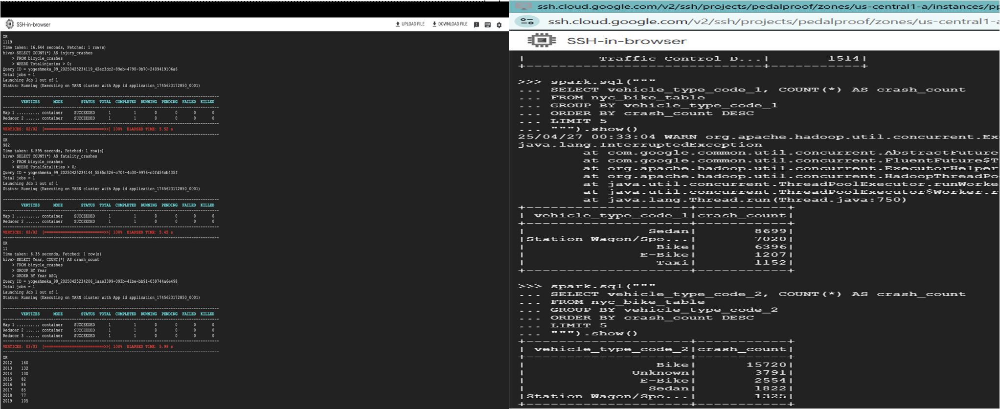 SSH-in-browser
UPLOAD FILE
DOWNLOAD FILE
OK
1119
Time taken: 16.644 seconds, Fetched: 1 row(s)
hive> SELECT COUNT(*) AS injury_crashes
    > FROM bicycle_crashes
    > WHERE Totalinjuries > 0;
Query ID = yogeshmeka_99_20250425234119_42ec3dc2-89eb-4790-9b70-2409419106a6
Total jobs = 1
Launching Job 1 out of 1
Status: Running (Executing on YARN cluster with App id application_1745623172850_0001)
----------------------------------------------------------------------------------------------
VERTICES MODE STATUS TOTAL COMPLETED RUNNING PENDING FAILED KILLED
----------------------------------------------------------------------------------------------
Map 1 .......... container SUCCEEDED 1 1 0 0 0 0
Reducer 2 ...... container SUCCEEDED 1 1 0 0 0 0
----------------------------------------------------------------------------------------------
VERTICES: 02/02 [==========================>>] 100% ELAPSED TIME: 5.52 s
----------------------------------------------------------------------------------------------
OK
982
Time taken: 6.595 seconds, Fetched: 1 row(s)
hive> SELECT COUNT(*) AS fatality_crashes
    > FROM bicycle_crashes
    > WHERE Totalfatalities > 0;
Query ID = yogeshmeka_99_20250425234144_5565c326-c704-4c30-9976-c0fd54cb435f
Total jobs = 1
Launching Job 1 out of 1
Status: Running (Executing on YARN cluster with App id application_1745623172850_0001)
----------------------------------------------------------------------------------------------
VERTICES MODE STATUS TOTAL COMPLETED RUNNING PENDING FAILED KILLED
----------------------------------------------------------------------------------------------
Map 1 .......... container SUCCEEDED 1 1 0 0 0 0
Reducer 2 ...... container SUCCEEDED 1 1 0 0 0 0
----------------------------------------------------------------------------------------------
VERTICES: 02/02 [==========================>>] 100% ELAPSED TIME: 5.45 s
----------------------------------------------------------------------------------------------
OK
11
Time taken: 6.35 seconds, Fetched: 1 row(s)
hive> SELECT Year, COUNT(*) AS crash_count
    > FROM bicycle_crashes
    > GROUP BY Year
    > ORDER BY Year ASC;
Query ID = yogeshmeka_99_20250425234206_1aae3399-093b-41be-bb91-059744a6e498
Total jobs = 1
Launching Job 1 out of 1
Status: Running (Executing on YARN cluster with App id application_1745623172850_0001)
----------------------------------------------------------------------------------------------
VERTICES MODE STATUS TOTAL COMPLETED RUNNING PENDING FAILED KILLED
----------------------------------------------------------------------------------------------
Map 1 .......... container SUCCEEDED 1 1 0 0 0 0
Reducer 2 ...... container SUCCEEDED 1 1 0 0 0 0
Reducer 3 ...... container SUCCEEDED 1 1 0 0 0 0
----------------------------------------------------------------------------------------------
VERTICES: 03/03 [==========================>>] 100% ELAPSED TIME: 5.99 s
----------------------------------------------------------------------------------------------
OK
2012 160
2013 132
2014 130
2015 82
2016 86
2017 85
2018 77
2019 105
ssh.cloud.google.com/v2/ssh/projects/pedalproof/zones/us-central1-a/instances/pp
ssh.cloud.google.com/v2/ssh/projects/pedalproof/zones/us-central1-a
SSH-in-browser
| Traffic Control D...| 1514|
+-----------------------------+-----------+
>>> spark.sql("""
... SELECT vehicle_type_code_1, COUNT(*) AS crash_count
... FROM nyc_bike_table
... GROUP BY vehicle_type_code_1
... ORDER BY crash_count DESC
... LIMIT 5
... """).show()
25/04/27 00:33:04 WARN org.apache.hadoop.util.concurrent.Ex
java.lang.InterruptedException
at com.google.common.util.concurrent.AbstractFuture
at com.google.common.util.concurrent.FluentFuture$T
at org.apache.hadoop.util.concurrent.ExecutorHelper
at org.apache.hadoop.util.concurrent.HadoopThreadPo
at java.util.concurrent.ThreadPoolExecutor.runWorke
at java.util.concurrent.ThreadPoolExecutor$Worker.r
at java.lang.Thread.run(Thread.java:750)
+--------------------+-----------+
| vehicle_type_code_1|crash_count|
+--------------------+-----------+
| Sedan| 8699|
|Station Wagon/Spo...| 7020|
| Bike| 6396|
| E-Bike| 1207|
| Taxi| 1152|
+--------------------+-----------+
>>> spark.sql("""
... SELECT vehicle_type_code_2, COUNT(*) AS crash_count
... FROM nyc_bike_table
... GROUP BY vehicle_type_code_2
... ORDER BY crash_count DESC
... LIMIT 5
... """).show()
+--------------------+-----------+
| vehicle_type_code_2|crash_count|
+--------------------+-----------+
| Bike| 15720|
| Unknown| 3791|
| E-Bike| 2554|
| Sedan| 1822|
|Station Wagon/Spo...| 1325|
+--------------------+-----------+